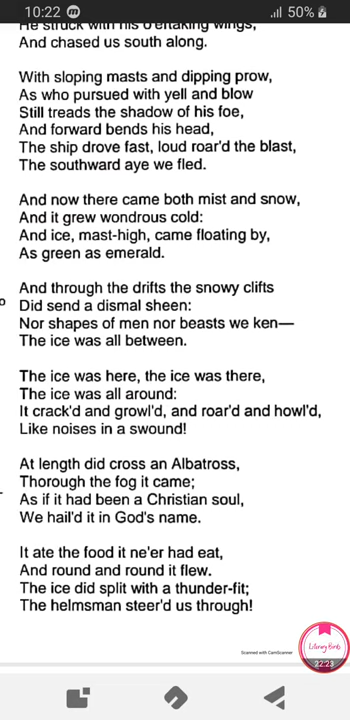 10:22 m 50%
He struck with his o'ertaking wings,
And chased us south along.
With sloping masts and dipping prow,
As who pursued with yell and blow
Still treads the shadow of his foe,
And forward bends his head,
The ship drove fast, loud roar'd the blast,
The southward aye we fled.
And now there came both mist and snow,
And it grew wondrous cold:
And ice, mast-high, came floating by,
As green as emerald.
And through the drifts the snowy clifts
Did send a dismal sheen:
Nor shapes of men nor beasts we ken—
The ice was all between.
The ice was here, the ice was there,
The ice was all around:
It crack'd and growl'd, and roar'd and howl'd,
Like noises in a swound!
At length did cross an Albatross,
Thorough the fog it came;
As if it had been a Christian soul,
We hail'd it in God's name.
It ate the food it ne'er had eat,
And round and round it flew.
The ice did split with a thunder-fit;
The helmsman steer'd us through!
Scanned with CamScanner
22:23